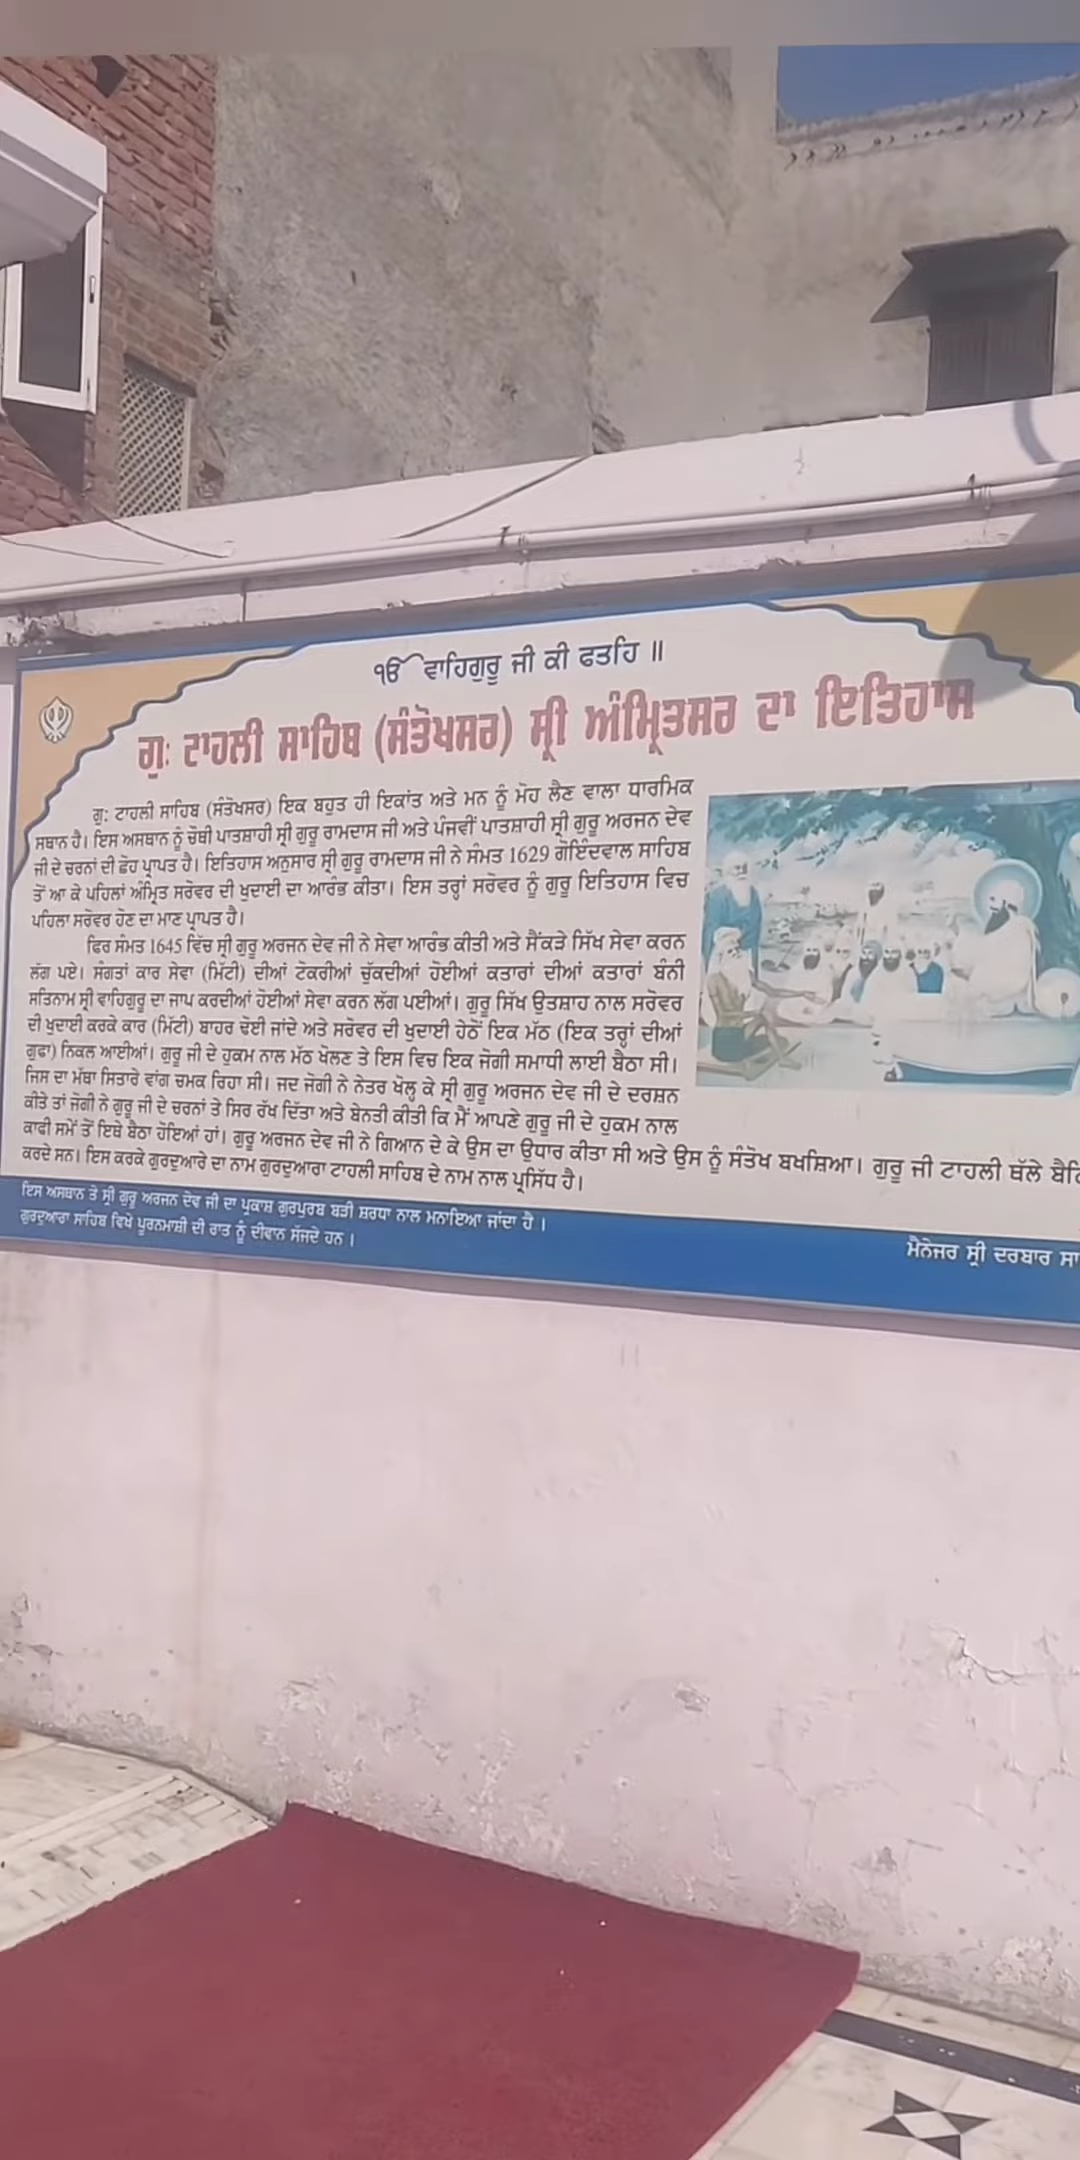 ੴ ਵਾਹਿਗੁਰੂ ਜੀ ਕੀ ਫਤਹਿ ॥
ਗੁ: ਟਾਹਲੀ ਸਾਹਿਬ (ਸੰਤੋਖਸਰ) ਸ੍ਰੀ ਅੰਮ੍ਰਿਤਸਰ ਦਾ ਇਤਿਹਾਸ
ਗੁ: ਟਾਹਲੀ ਸਾਹਿਬ (ਸੰਤੋਖਸਰ) ਇਕ ਬਹੁਤ ਹੀ ਇਕਾਂਤ ਅਤੇ ਮਨ ਨੂੰ ਮੋਹ ਲੈਣ ਵਾਲਾ ਧਾਰਮਿਕ
ਸਥਾਨ ਹੈ। ਇਸ ਅਸਥਾਨ ਨੂੰ ਚੌਥੀ ਪਾਤਸ਼ਾਹੀ ਸ੍ਰੀ ਗੁਰੂ ਰਾਮਦਾਸ ਜੀ ਅਤੇ ਪੰਜਵੀਂ ਪਾਤਸ਼ਾਹੀ ਸ੍ਰੀ ਗੁਰੂ ਅਰਜਨ ਦੇਵ
ਜੀ ਦੇ ਚਰਨਾਂ ਦੀ ਛੋਹ ਪ੍ਰਾਪਤ ਹੈ। ਇਤਿਹਾਸ ਅਨੁਸਾਰ ਸ੍ਰੀ ਗੁਰੂ ਰਾਮਦਾਸ ਜੀ ਨੇ ਸੰਮਤ 1629 ਗੋਇੰਦਵਾਲ ਸਾਹਿਬ
ਤੋਂ ਆ ਕੇ ਪਹਿਲਾਂ ਅੰਮ੍ਰਿਤ ਸਰੋਵਰ ਦੀ ਖੁਦਾਈ ਦਾ ਆਰੰਭ ਕੀਤਾ। ਇਸ ਤਰ੍ਹਾਂ ਸਰੋਵਰ ਨੂੰ ਗੁਰੂ ਇਤਿਹਾਸ ਵਿਚ
ਪਹਿਲਾ ਸਰੋਵਰ ਹੋਣ ਦਾ ਮਾਣ ਪ੍ਰਾਪਤ ਹੈ।
ਫਿਰ ਸੰਮਤ 1645 ਵਿੱਚ ਸ੍ਰੀ ਗੁਰੂ ਅਰਜਨ ਦੇਵ ਜੀ ਨੇ ਸੇਵਾ ਆਰੰਭ ਕੀਤੀ ਅਤੇ ਸੈਂਕੜੇ ਸਿੱਖ ਸੇਵਾ ਕਰਨ
ਲੱਗ ਪਏ। ਸੰਗਤਾਂ ਕਾਰ ਸੇਵਾ (ਮਿੱਟੀ) ਦੀਆਂ ਟੋਕਰੀਆਂ ਚੁੱਕਦੀਆਂ ਹੋਈਆਂ ਕਤਾਰਾਂ ਦੀਆਂ ਕਤਾਰਾਂ ਬੰਨੀ
ਸਤਿਨਾਮ ਸ੍ਰੀ ਵਾਹਿਗੁਰੂ ਦਾ ਜਾਪ ਕਰਦੀਆਂ ਹੋਈਆਂ ਸੇਵਾ ਕਰਨ ਲੱਗ ਪਈਆਂ। ਗੁਰੂ ਸਿੱਖ ਉਤਸ਼ਾਹ ਨਾਲ ਸਰੋਵਰ
ਦੀ ਖੁਦਾਈ ਕਰਕੇ ਕਾਰ (ਮਿੱਟੀ) ਬਾਹਰ ਢੋਈ ਜਾਂਦੇ ਅਤੇ ਸਰੋਵਰ ਦੀ ਖੁਦਾਈ ਹੇਠੋਂ ਇਕ ਮੱਠ (ਇਕ ਤਰ੍ਹਾਂ ਦੀਆਂ
ਗੁਫਾ) ਨਿਕਲ ਆਈਆਂ। ਗੁਰੂ ਜੀ ਦੇ ਹੁਕਮ ਨਾਲ ਮੱਠ ਖੋਲਣ ਤੇ ਇਸ ਵਿਚ ਇਕ ਜੋਗੀ ਸਮਾਧੀ ਲਾਈ ਬੈਠਾ ਸੀ।
ਜਿਸ ਦਾ ਮੱਥਾ ਸਿਤਾਰੇ ਵਾਂਗ ਚਮਕ ਰਿਹਾ ਸੀ। ਜਦ ਜੋਗੀ ਨੇ ਨੇਤਰ ਖੋਲ੍ਹ ਕੇ ਸ੍ਰੀ ਗੁਰੂ ਅਰਜਨ ਦੇਵ ਜੀ ਦੇ ਦਰਸ਼ਨ
ਕੀਤੇ ਤਾਂ ਜੋਗੀ ਨੇ ਗੁਰੂ ਜੀ ਦੇ ਚਰਨਾਂ ਤੇ ਸਿਰ ਰੱਖ ਦਿੱਤਾ ਅਤੇ ਬੇਨਤੀ ਕੀਤੀ ਕਿ ਮੈਂ ਆਪਣੇ ਗੁਰੂ ਜੀ ਦੇ ਹੁਕਮ ਨਾਲ
ਕਾਫੀ ਸਮੇਂ ਤੋਂ ਇਥੇ ਬੈਠਾ ਹੋਇਆਂ ਹਾਂ। ਗੁਰੂ ਅਰਜਨ ਦੇਵ ਜੀ ਨੇ ਗਿਆਨ ਦੇ ਕੇ ਉਸ ਦਾ ਉਧਾਰ ਕੀਤਾ ਸੀ ਅਤੇ ਉਸ ਨੂੰ ਸੰਤੋਖ ਬਖਸ਼ਿਆ। ਗੁਰੂ ਜੀ ਟਾਹਲੀ ਥੱਲੇ
ਕਰਦੇ ਸਨ। ਇਸ ਕਰਕੇ ਗੁਰਦੁਆਰੇ ਦਾ ਨਾਮ ਗੁਰਦੁਆਰਾ ਟਾਹਲੀ ਸਾਹਿਬ ਦੇ ਨਾਮ ਨਾਲ ਪ੍ਰਸਿੱਧ ਹੈ।
ਇਸ ਅਸਥਾਨ ਤੇ ਸ੍ਰੀ ਗੁਰੂ ਅਰਜਨ ਦੇਵ ਜੀ ਦਾ ਪ੍ਰਕਾਸ਼ ਗੁਰਪੁਰਬ ਬੜੀ ਸ਼ਰਧਾ ਨਾਲ ਮਨਾਇਆ ਜਾਂਦਾ ਹੈ ।
ਗੁਰਦੁਆਰਾ ਸਾਹਿਬ ਵਿਖੇ ਪੂਰਨਮਾਸ਼ੀ ਦੀ ਰਾਤ ਨੂੰ ਦੀਵਾਨ ਸੱਜਦੇ ਹਨ ।
ਮੈਨੇਜਰ ਸ੍ਰੀ ਦਰਬਾਰ